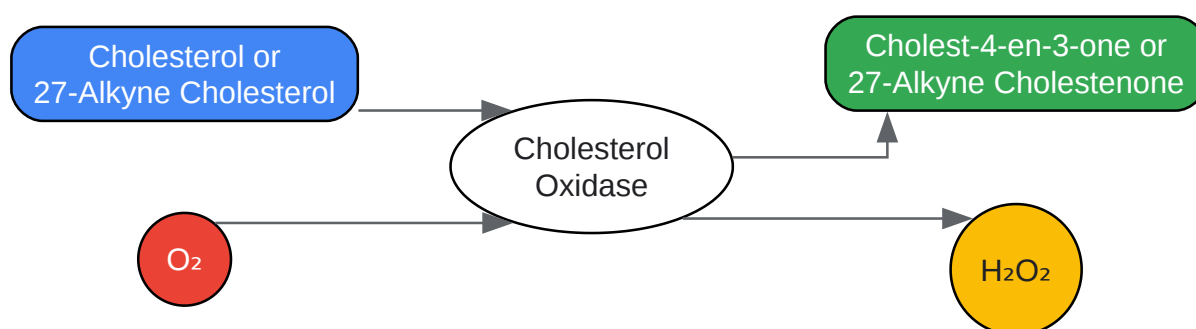 Cholesterol or
27-Alkyne Cholesterol
Cholest-4-en-3-one or
27-Alkyne Cholestenone
Cholesterol
Oxidase
O₂
H₂O₂